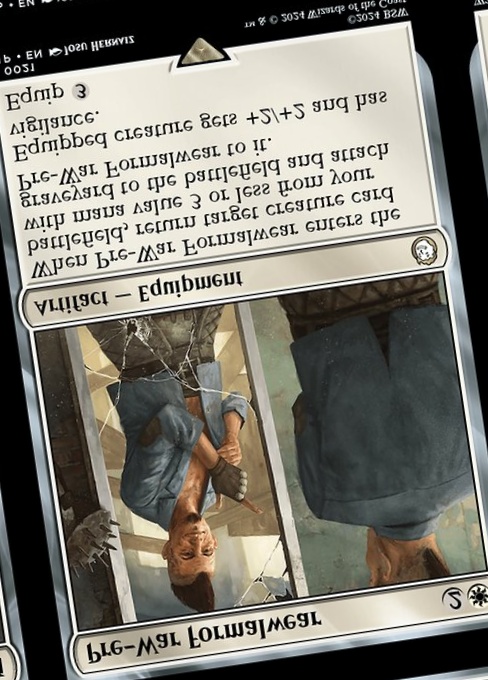 Pre-War Formalwear
2
Artifact — Equipment
When Pre-War Formalwear enters the
battlefield, return target creature card
with mana value 3 or less from your
graveyard to the battlefield and attach
Pre-War Formalwear to it.
Equipped creature gets +2/+2 and has
vigilance.
Equip 3
0021
P • EN JOSU HERNAIZ
™ & © 2024 Wizards of the Coast
©2024 BSW